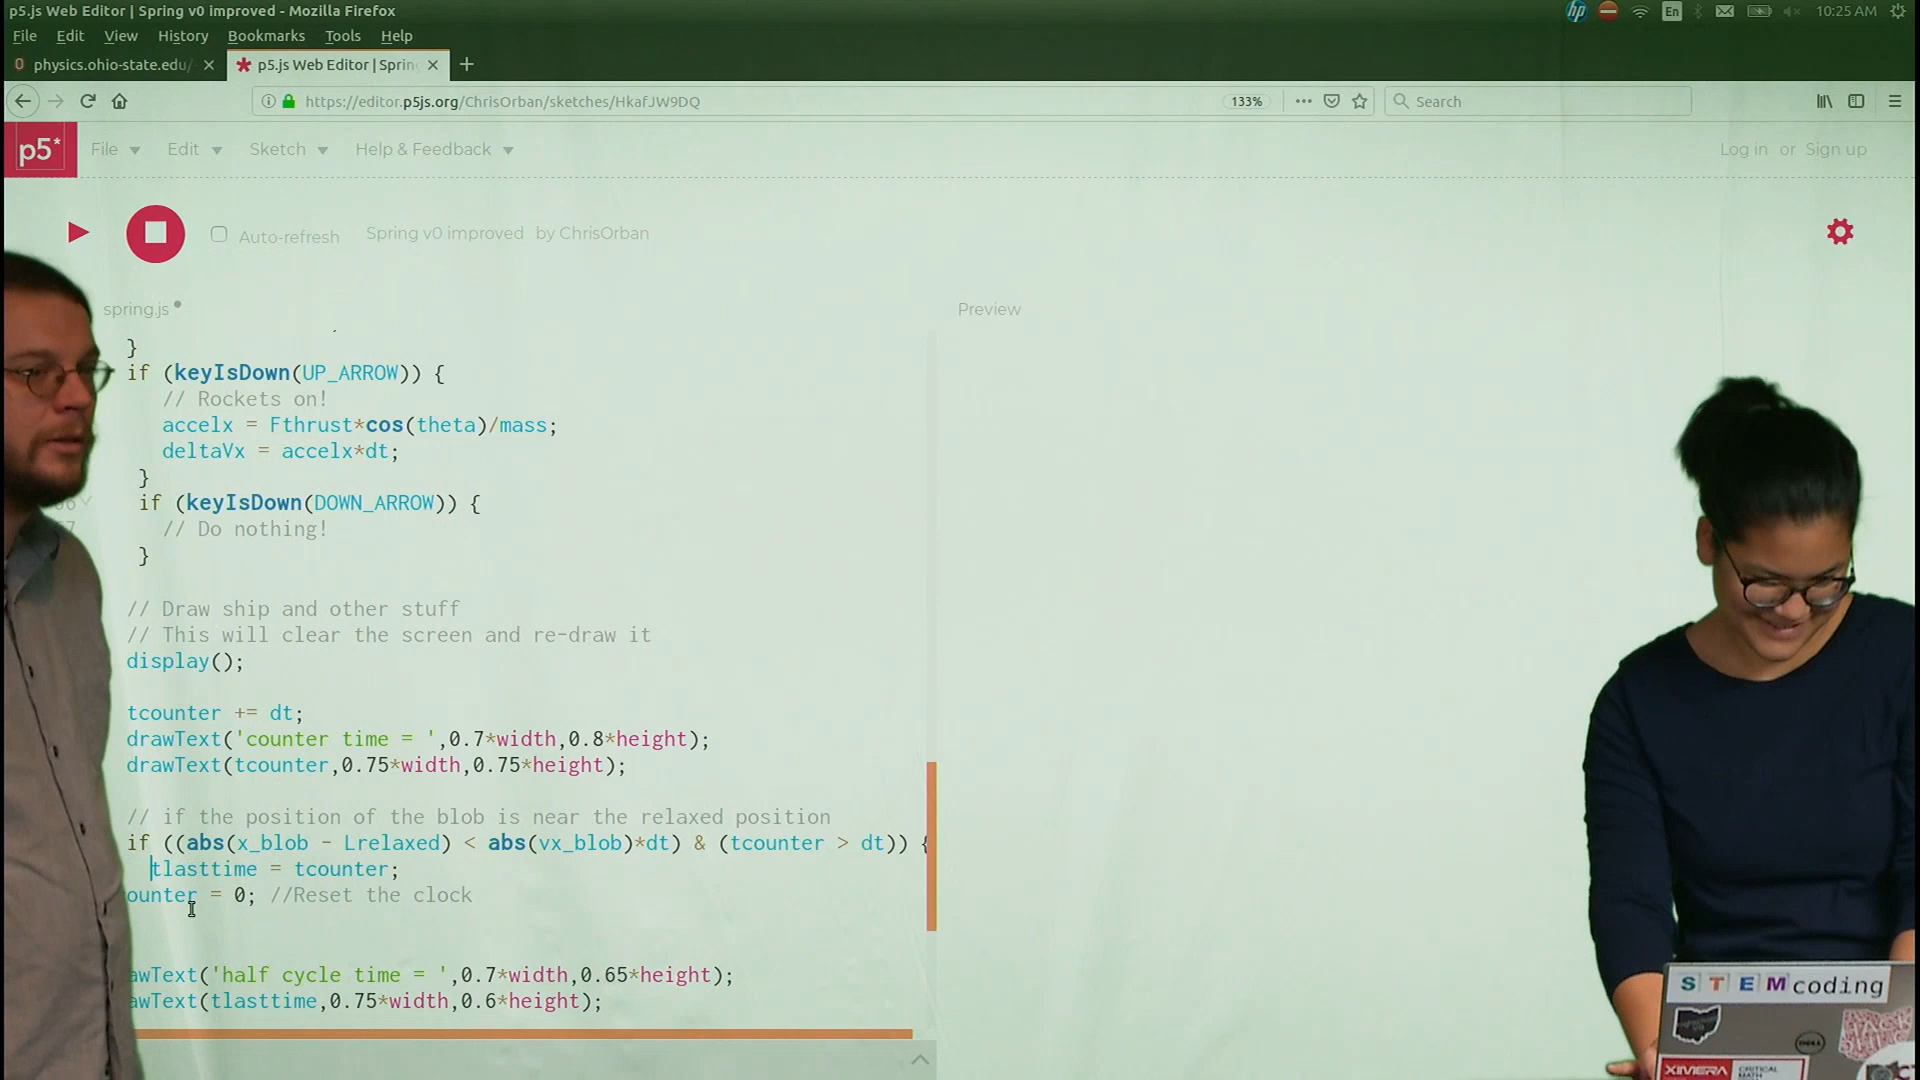 p5.js Web Editor | Spring v0 improved - Mozilla Firefox
En
10:25 AM
File Edit View History Bookmarks Tools Help
physics.ohio-state.edu/
p5.js Web Editor | Spring
https://editor.p5js.org/ChrisOrban/sketches/HkafJW9DQ
133%
Search
p5*
File Edit Sketch Help & Feedback
Log in or Sign up
Auto-refresh
Spring v0 improved by ChrisOrban
spring.js
Preview
}
if (keyIsDown(UP_ARROW)) {
// Rockets on!
accelx = Fthrust*cos(theta)/mass;
deltaVx = accelx*dt;
}
if (keyIsDown(DOWN_ARROW)) {
// Do nothing!
}
// Draw ship and other stuff
// This will clear the screen and re-draw it
display();
tcounter += dt;
drawText('counter time = ',0.7*width,0.8*height);
drawText(tcounter,0.75*width,0.75*height);
// if the position of the blob is near the relaxed position
if ((abs(x_blob - Lrelaxed) < abs(vx_blob)*dt) & (tcounter > dt)) {
tlasttime = tcounter;
ounter = 0; //Reset the clock
awText('half cycle time = ',0.7*width,0.65*height);
awText(tlasttime,0.75*width,0.6*height);
STEMcoding
DELL
XIMERA